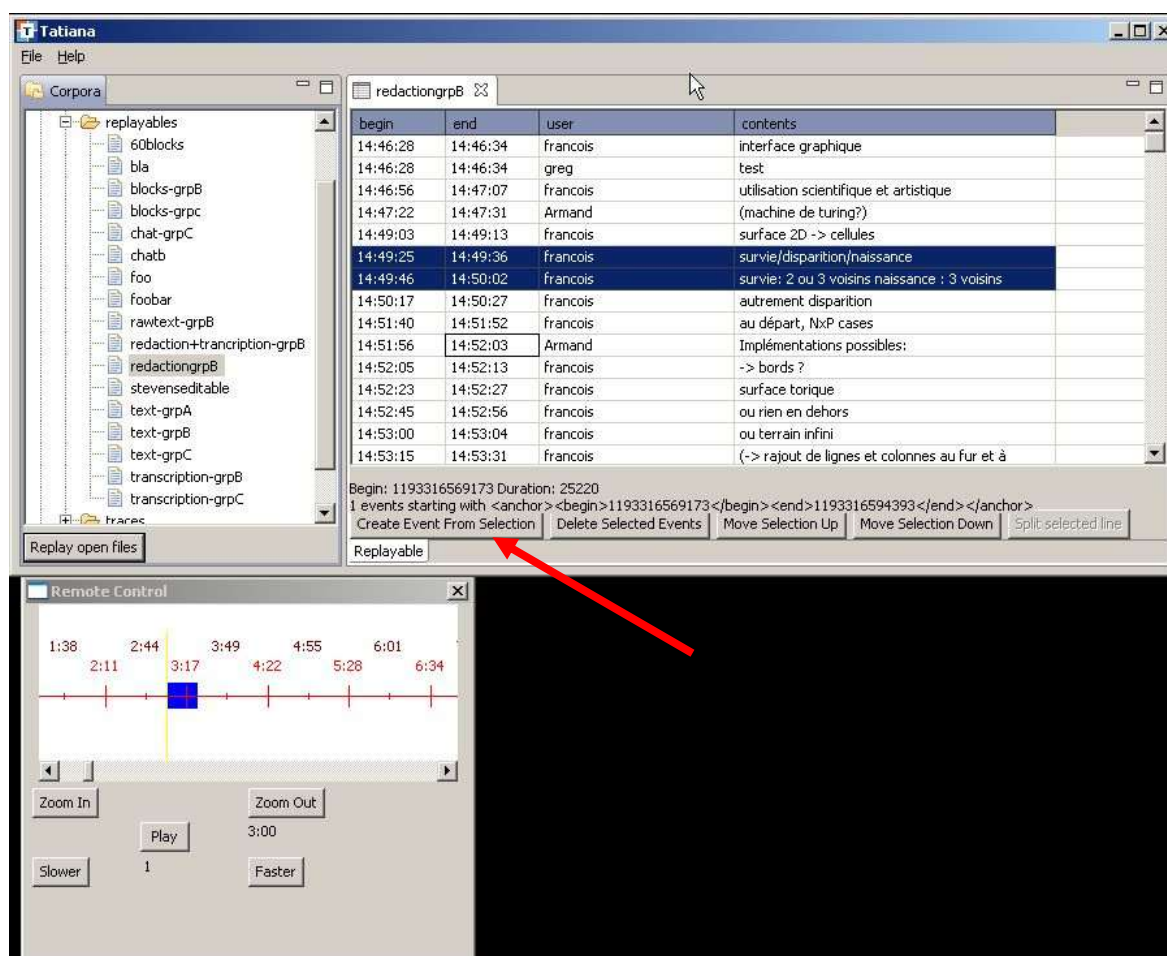 Tatiana
File Help
Corpora
replayables
60blocks
bla
blocks-grpB
blocks-grpc
chat-grpC
chatb
foo
foobar
rawtext-grpB
redaction+trancription-grpB
redactiongrpB
stevenseditable
text-grpA
text-grpB
text-grpC
transcription-grpB
transcription-grpC
traces
Replay open files
redactiongrpB
begin end user contents
14:46:28 14:46:34 francois interface graphique
14:46:28 14:46:34 greg test
14:46:56 14:47:07 francois utilisation scientifique et artistique
14:47:22 14:47:31 Armand (machine de turing?)
14:49:03 14:49:13 francois surface 2D -> cellules
14:49:25 14:49:36 francois survie/disparition/naissance
14:49:46 14:50:02 francois survie: 2 ou 3 voisins naissance : 3 voisins
14:50:17 14:50:27 francois autrement disparition
14:51:40 14:51:52 francois au départ, NxP cases
14:51:56 14:52:03 Armand Implémentations possibles:
14:52:05 14:52:13 francois -> bords ?
14:52:23 14:52:27 francois surface torique
14:52:45 14:52:56 francois ou rien en dehors
14:53:00 14:53:04 francois ou terrain infini
14:53:15 14:53:31 francois (-> rajout de lignes et colonnes au fur et à
Begin: 1193316569173 Duration: 25220
1 events starting with <anchor><begin>1193316569173</begin><end>1193316594393</end></anchor>
Create Event From Selection Delete Selected Events Move Selection Up Move Selection Down Split selected line
Replayable
Remote Control
1:38 2:44 3:49 4:55 6:01
2:11 3:17 4:22 5:28 6:34
Zoom In Zoom Out
Play 3:00
Slower 1 Faster